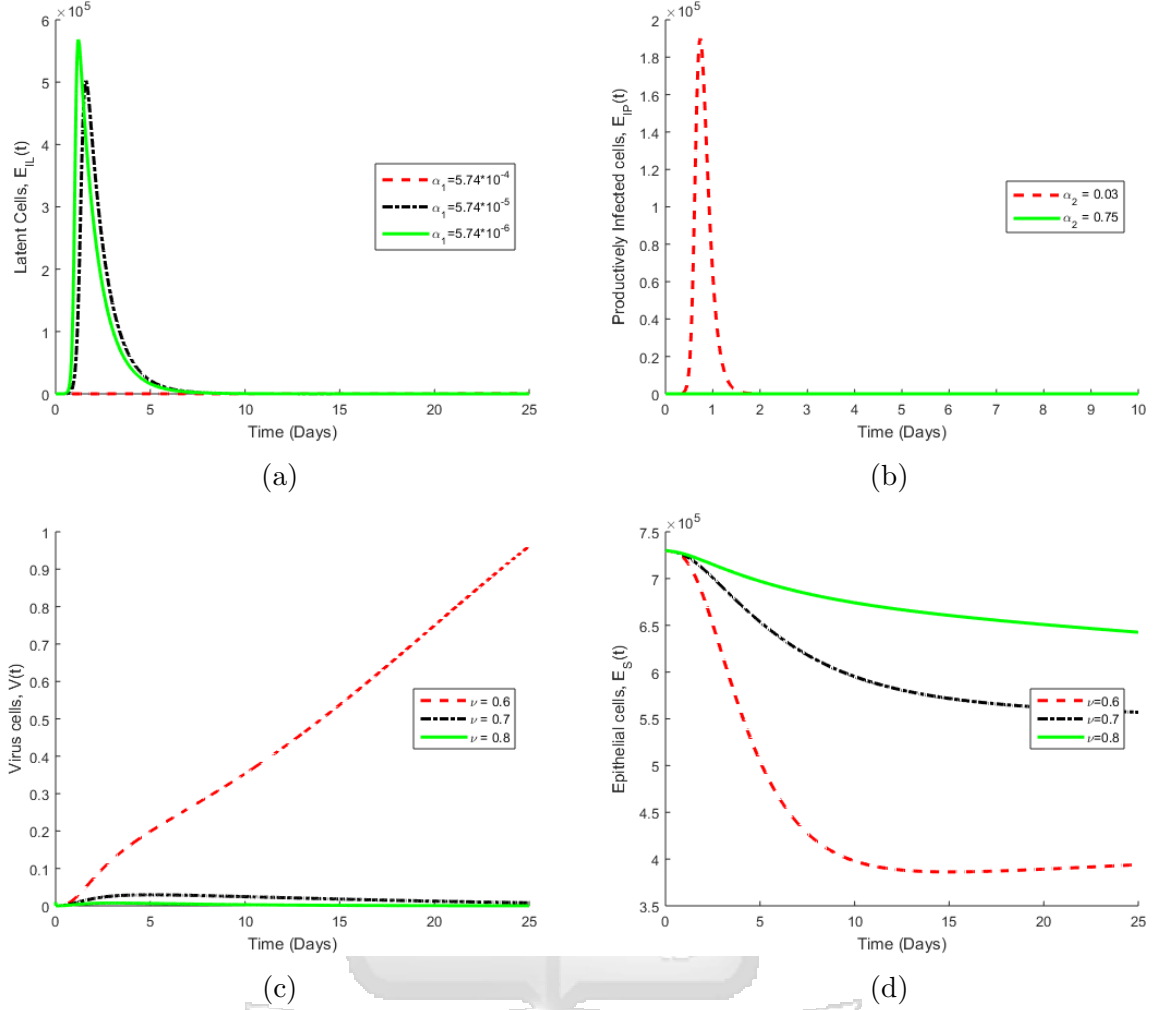 ×10⁵
6
5
4
3
2
1
0
Latent Cells, E_IL(t)
α₁=5.74*10⁻⁴
α₁=5.74*10⁻⁵
α₁=5.74*10⁻⁶
0 5 10 15 20 25
Time (Days)
(a)
×10⁵
2
1.8
1.6
1.4
1.2
1
0.8
0.6
0.4
0.2
0
Productively Infected cells, E_IP(t)
α₂ = 0.03
α₂ = 0.75
0 1 2 3 4 5 6 7 8 9 10
Time (Days)
(b)
1
0.9
0.8
0.7
0.6
0.5
0.4
0.3
0.2
0.1
0
Virus cells, V(t)
ν = 0.6
ν = 0.7
ν = 0.8
0 5 10 15 20 25
Time (Days)
(c)
×10⁵
7.5
7
6.5
6
5.5
5
4.5
4
3.5
Epithelial cells, E_S(t)
ν=0.6
ν=0.7
ν=0.8
0 5 10 15 20 25
Time (Days)
(d)